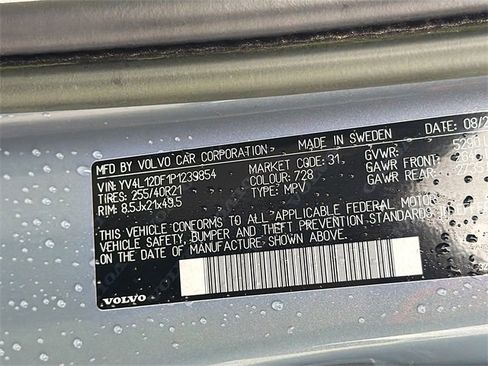 MFD BY VOLVO CAR CORPORATION MADE IN SWEDEN DATE: 08/2
VIN: YV4L12DF1P1239854 MARKET CODE: 31 GVWR: 5290
TIRES: 255/40R21 COLOUR: 728 GAWR FRONT:
RIM: 8.5Jx21x49.5 TYPE: MPV GAWR REAR:
THIS VEHICLE CONFORMS TO ALL APPLICABLE U.S. FEDERAL MOTOR
VEHICLE SAFETY, BUMPER AND THEFT PREVENTION STANDARDS IN EFFECT
ON THE DATE OF MANUFACTURE SHOWN ABOVE.
VOLVO